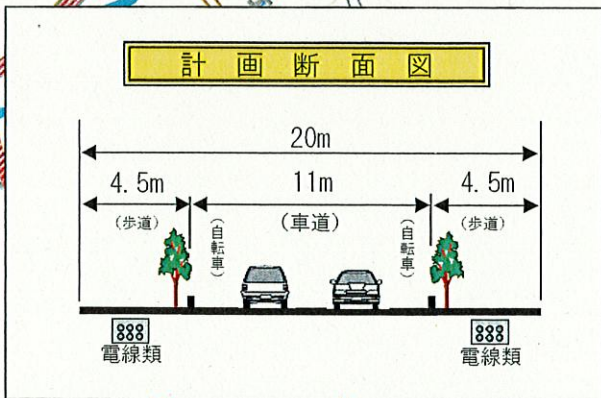 計画断面図
20m
4.5m
11m
4.5m
(歩道)
(自転車)
(車道)
(自転車)
(歩道)
電線類
電線類